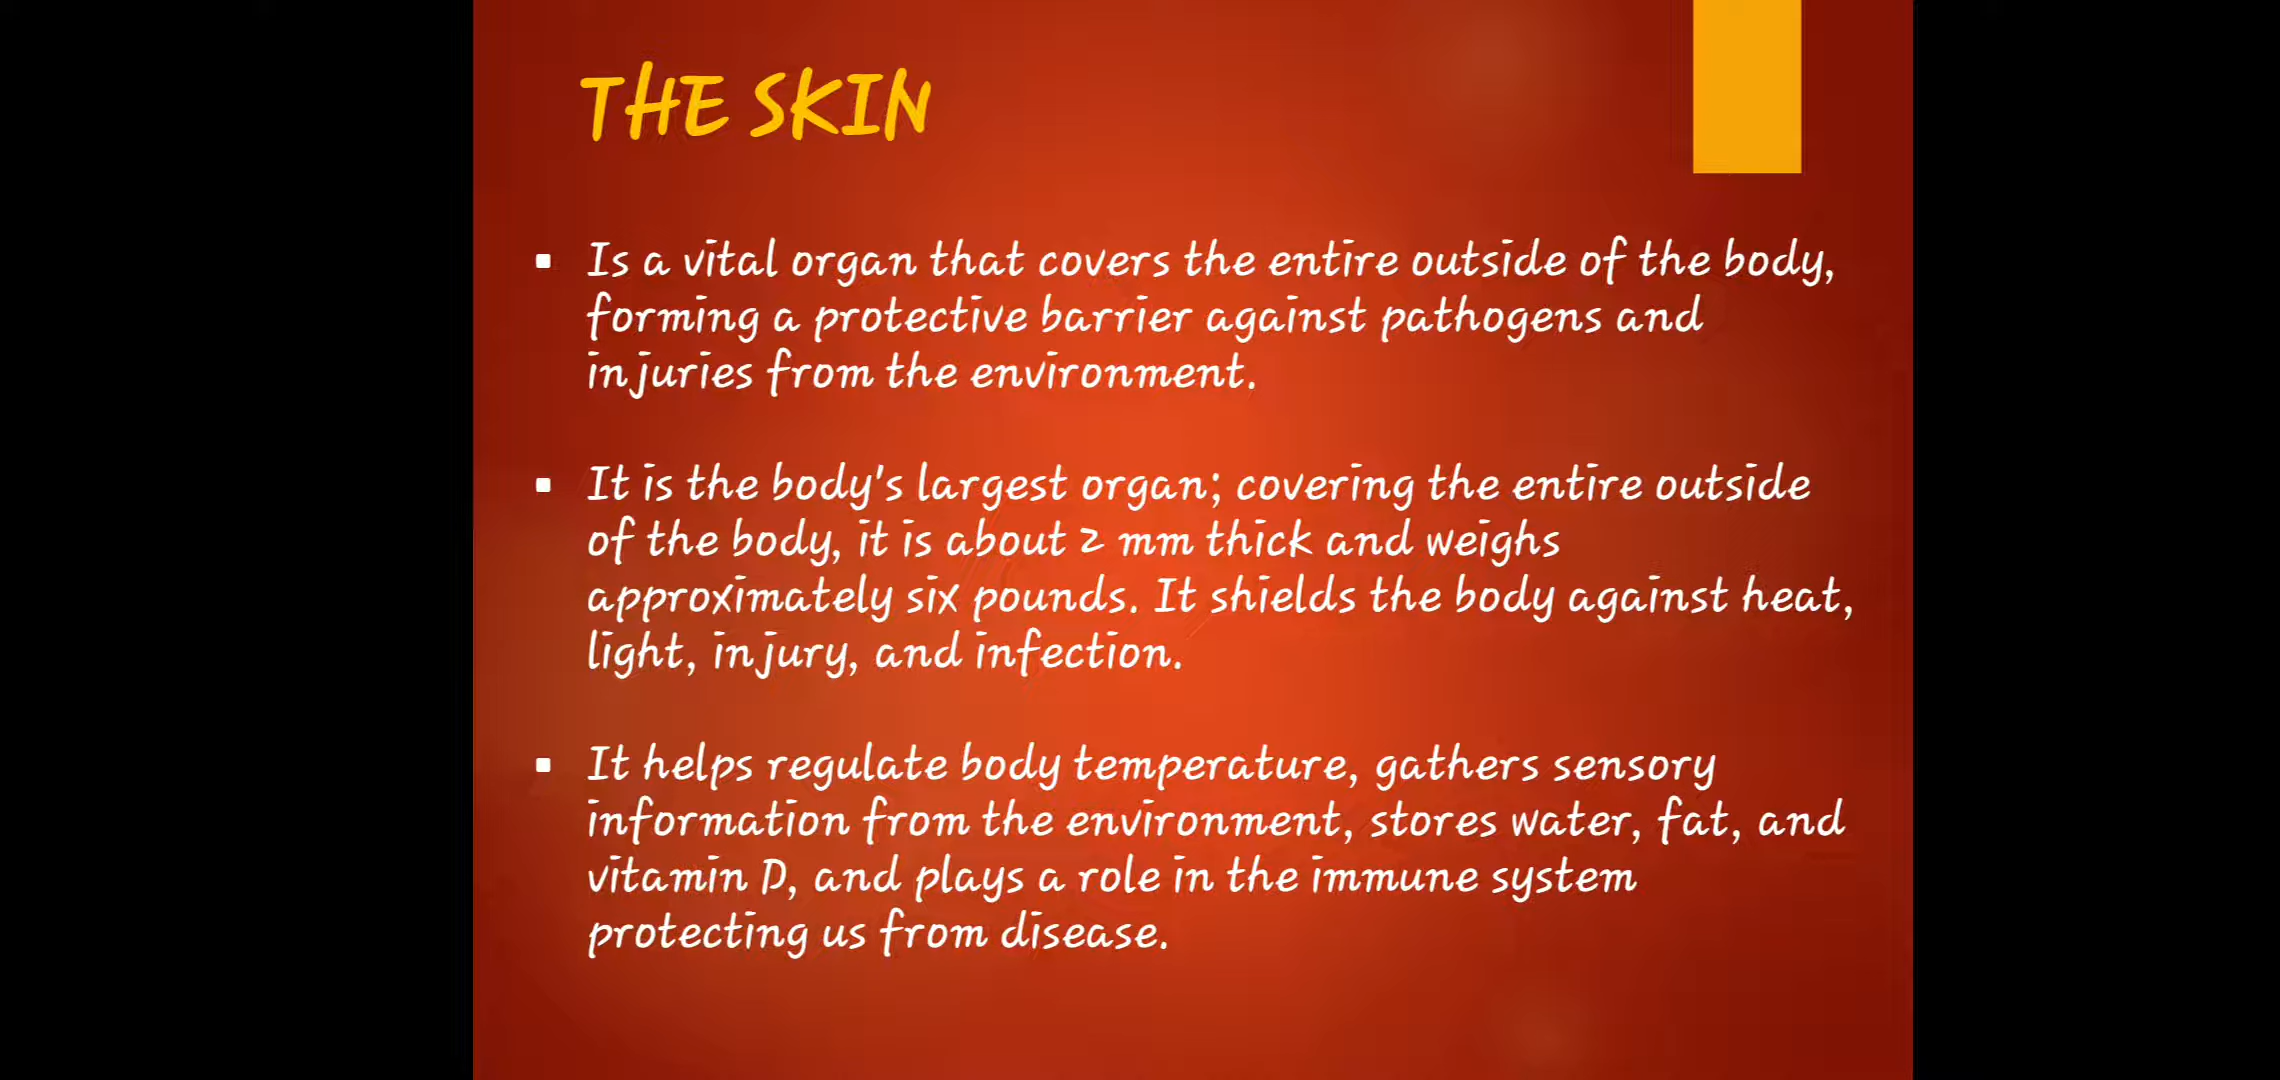 THE SKIN
▪ Is a vital organ that covers the entire outside of the body,
forming a protective barrier against pathogens and
injuries from the environment.
▪ It is the body's largest organ; covering the entire outside
of the body, it is about 2 mm thick and weighs
approximately six pounds. It shields the body against heat,
light, injury, and infection.
▪ It helps regulate body temperature, gathers sensory
information from the environment, stores water, fat, and
vitamin D, and plays a role in the immune system
protecting us from disease.